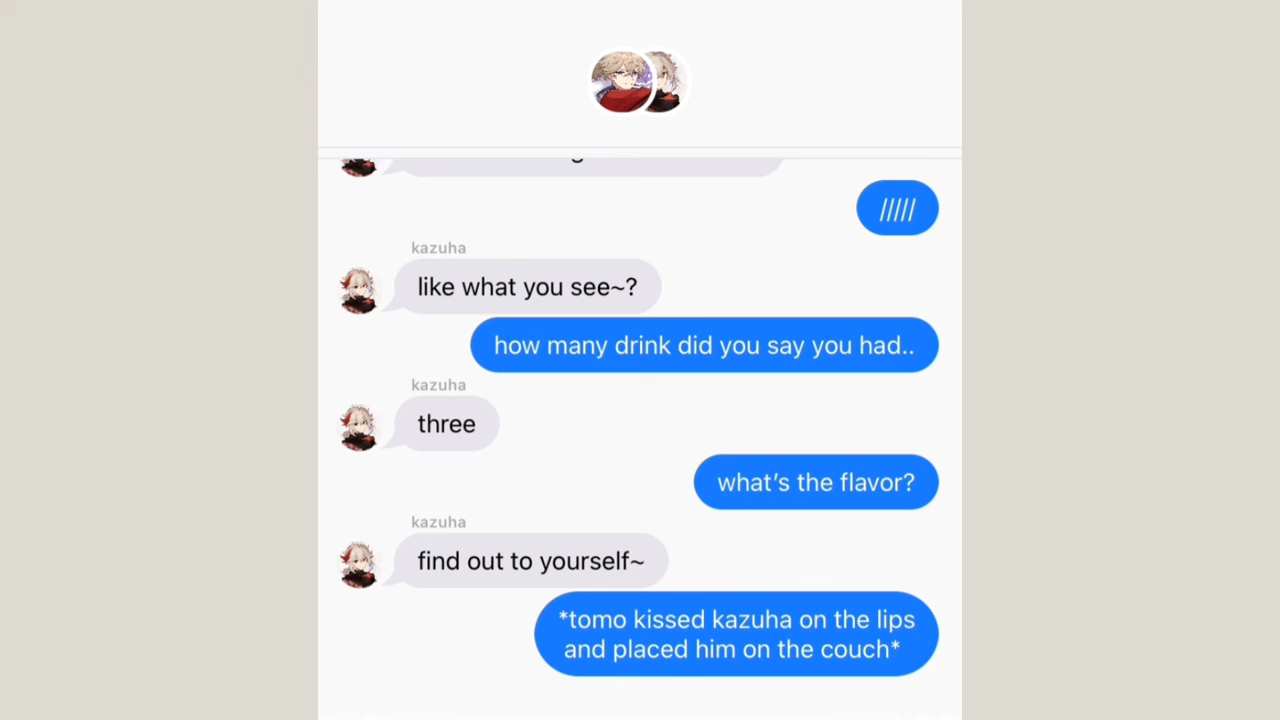 /////
kazuha
like what you see~?
how many drink did you say you had..
kazuha
three
what's the flavor?
kazuha
find out to yourself~
*tomo kissed kazuha on the lips
and placed him on the couch*